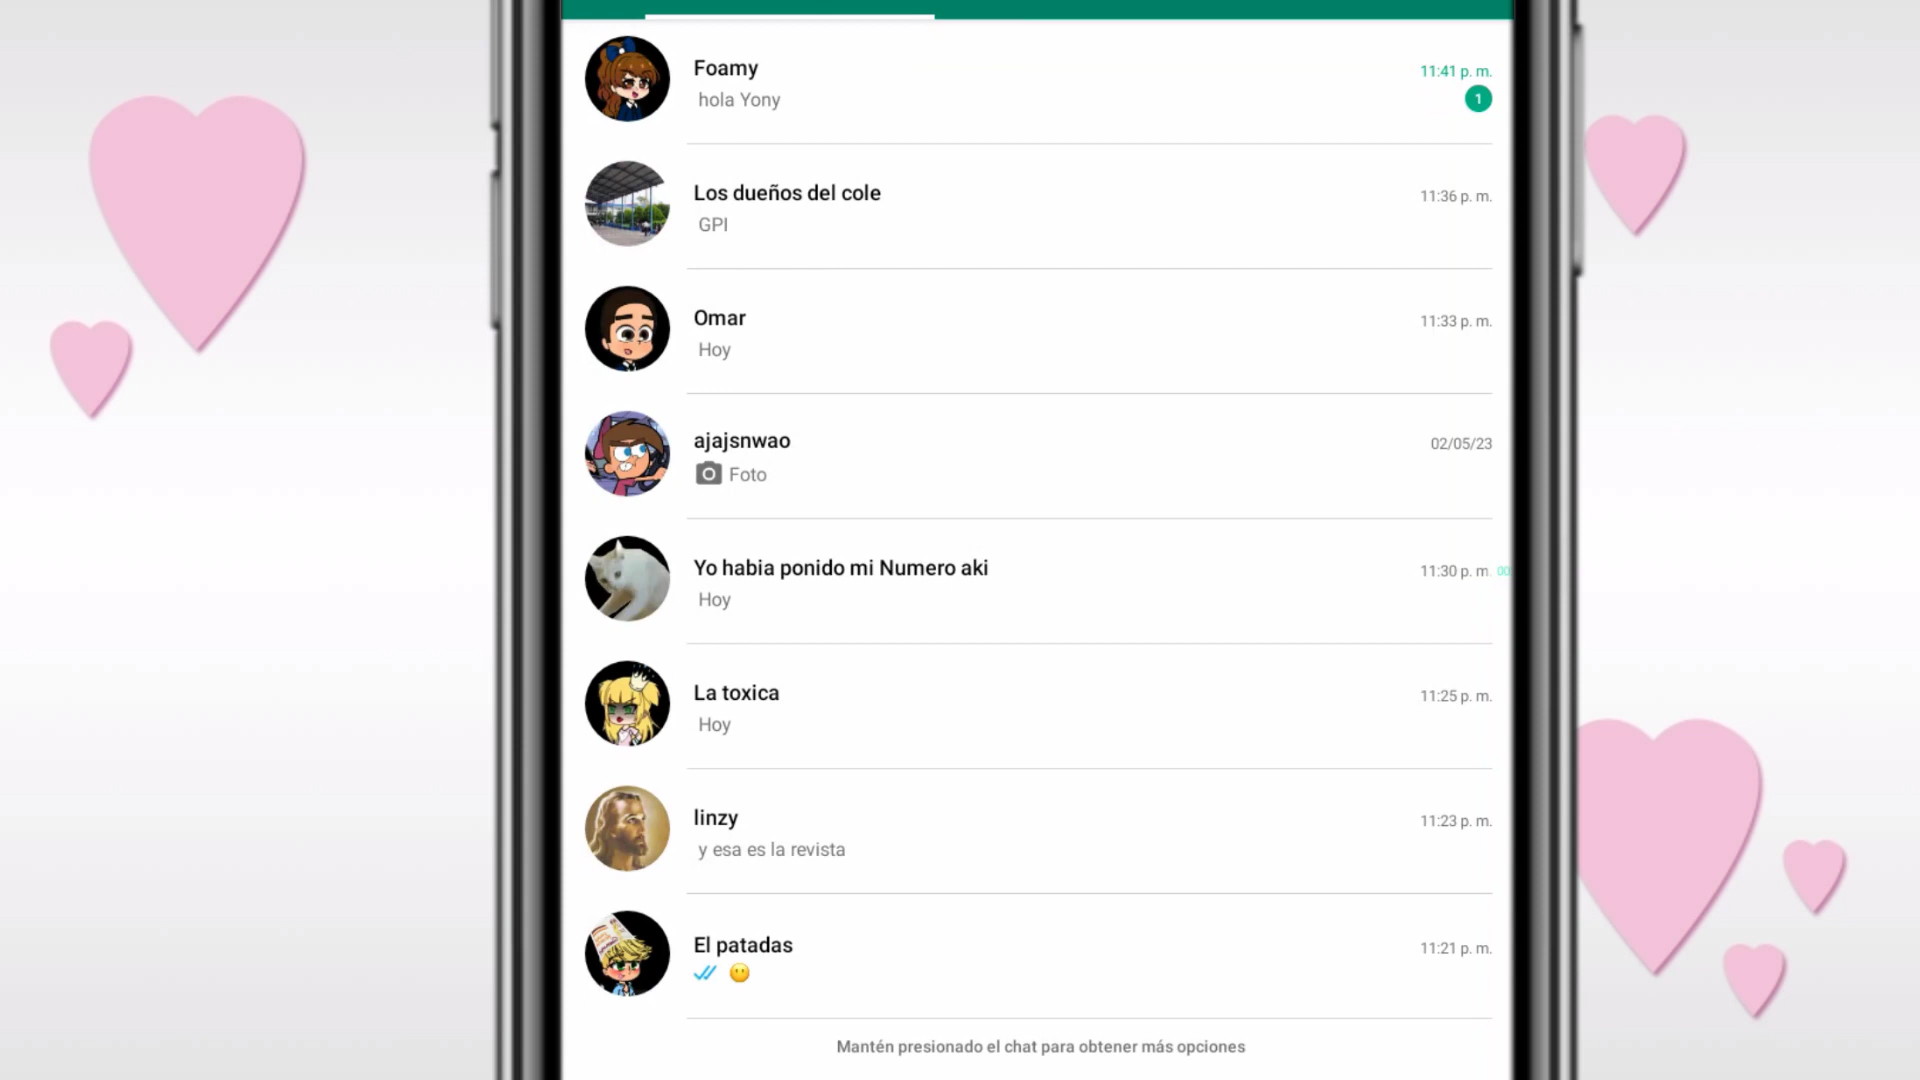 Foamy
11:41 p. m.
hola Yony
1
Los dueños del cole
11:36 p. m.
GPI
Omar
11:33 p. m.
Hoy
ajajsnwao
02/05/23
Foto
Yo habia ponido mi Numero aki
11:30 p. m.
00
Hoy
La toxica
11:25 p. m.
Hoy
linzy
11:23 p. m.
y esa es la revista
El patadas
11:21 p. m.
😶
Mantén presionado el chat para obtener más opciones